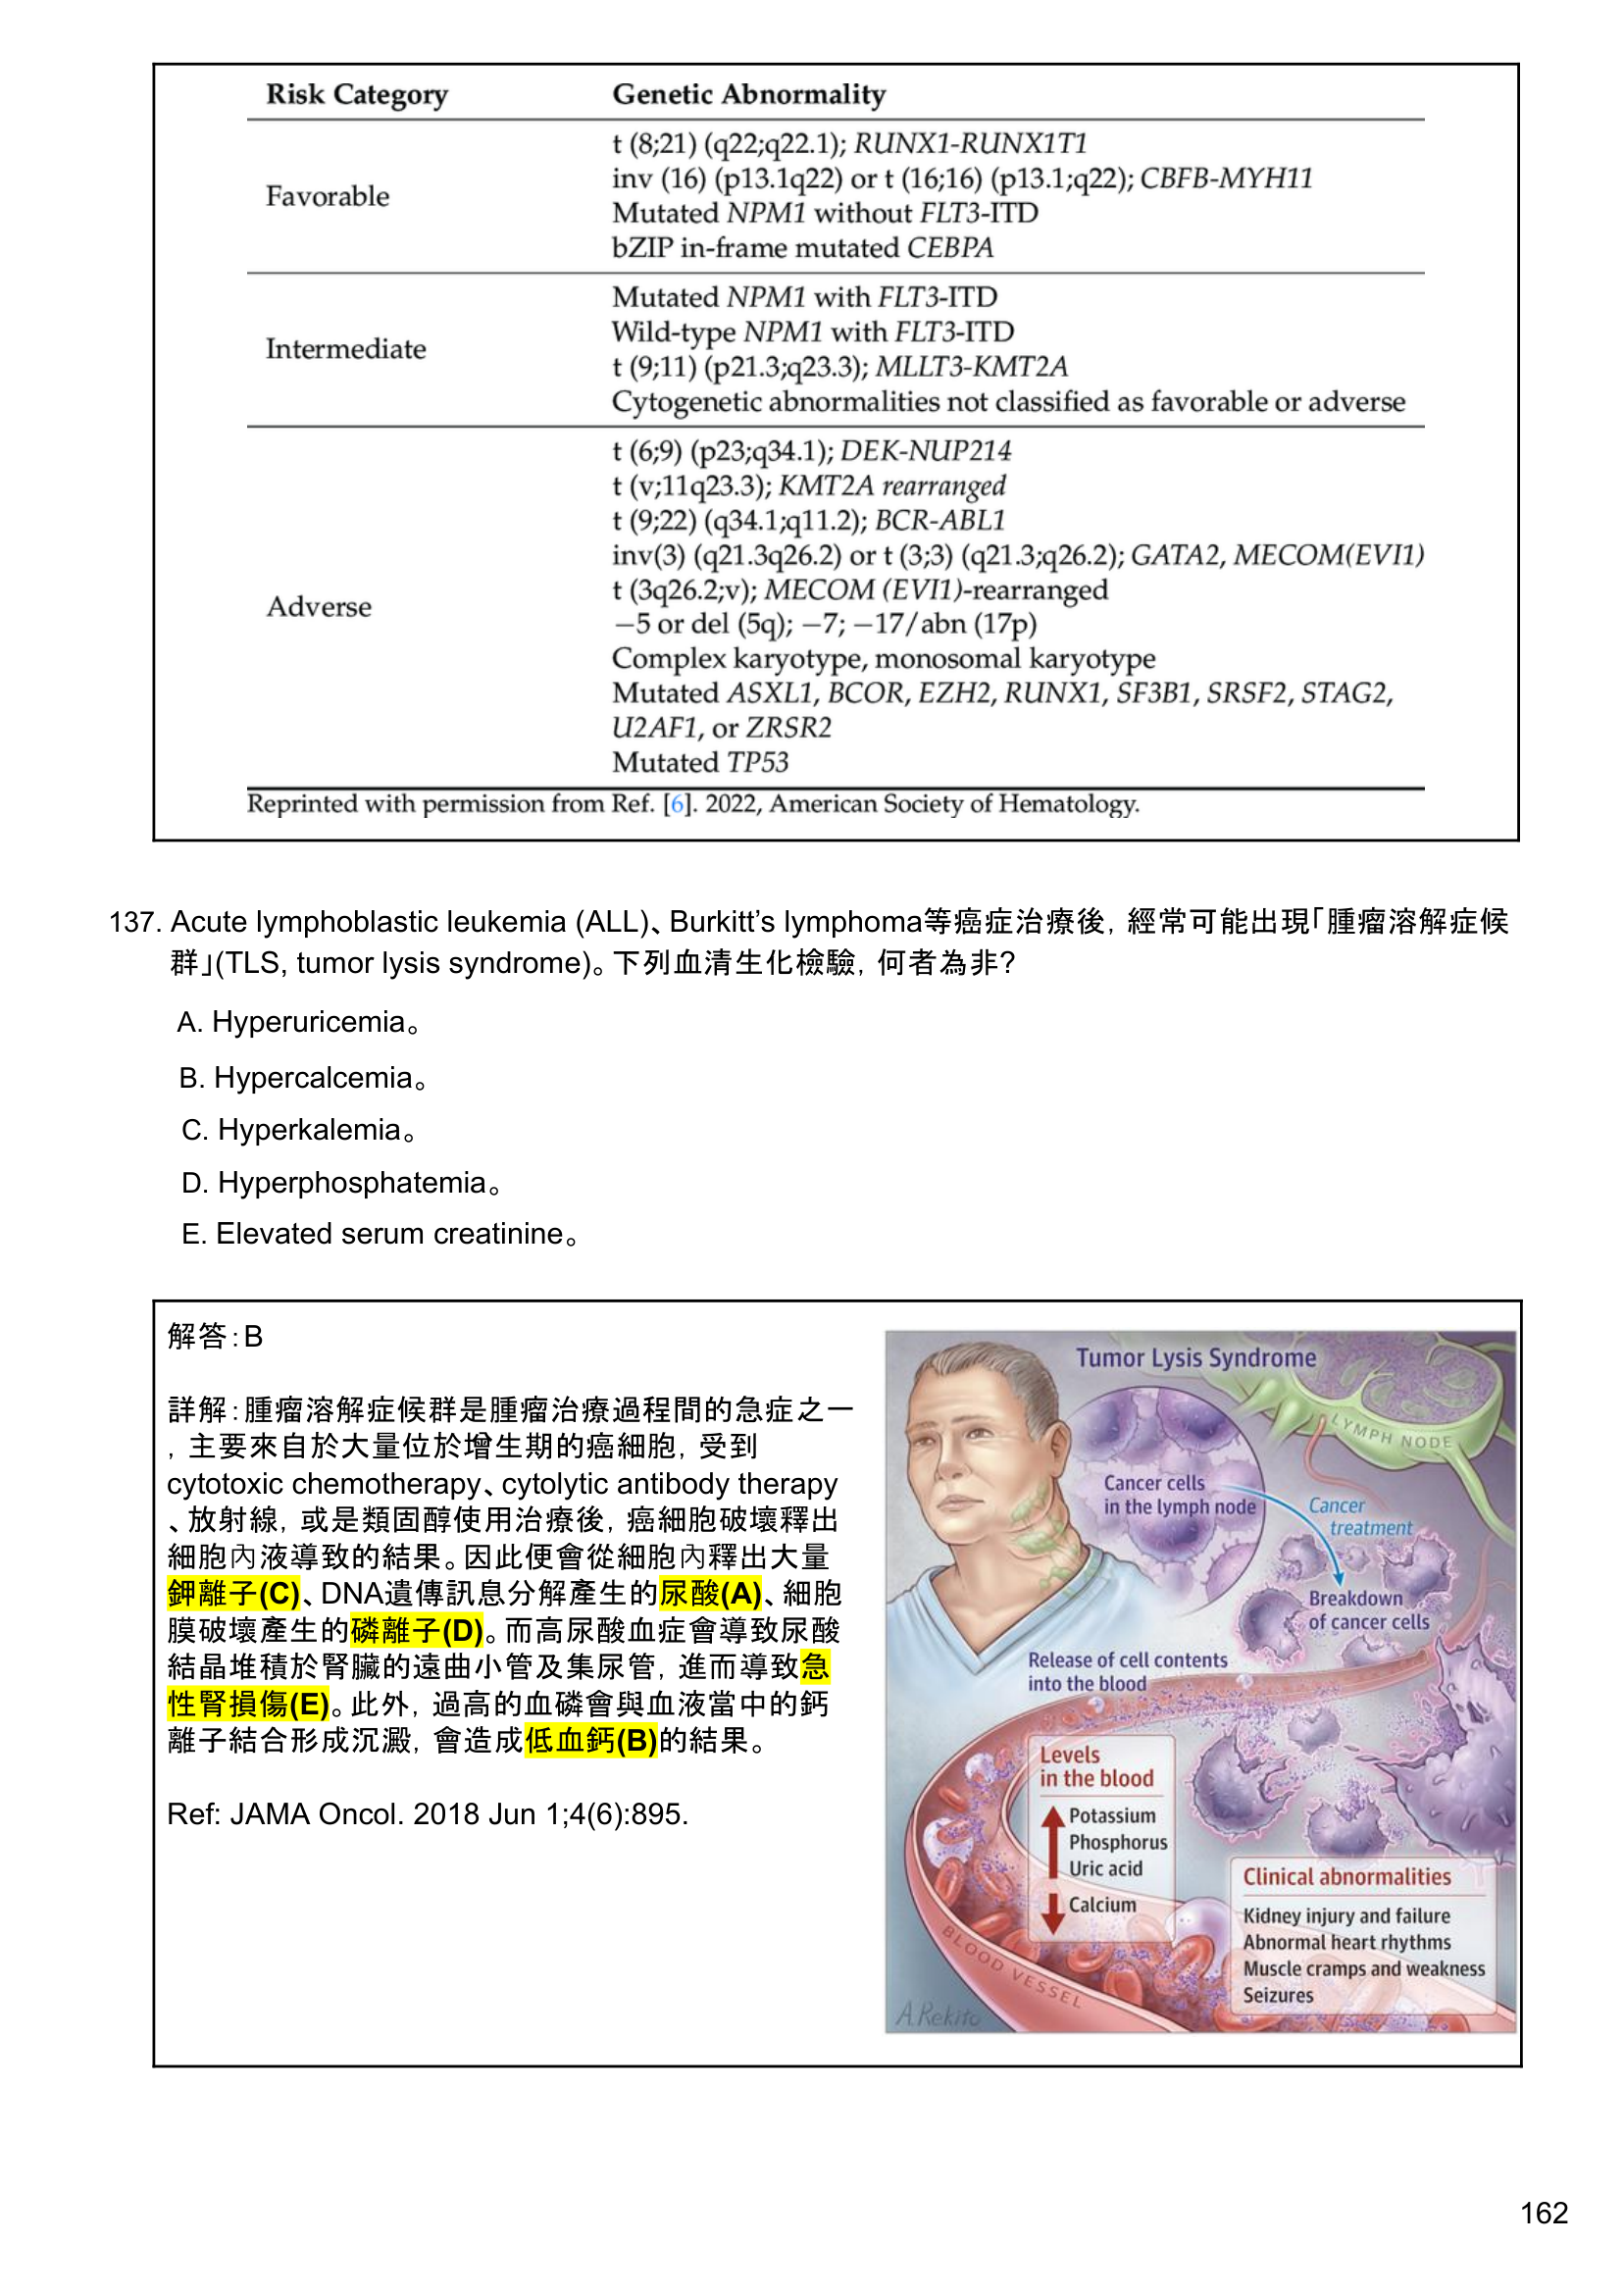 Risk Category Genetic Abnormality
Favorable
t (8;21) (q22;q22.1); RUNX1-RUNX1T1
inv (16) (p13.1q22) or t (16;16) (p13.1;q22); CBFB-MYH11
Mutated NPM1 without FLT3-ITD
bZIP in-frame mutated CEBPA
Intermediate
Mutated NPM1 with FLT3-ITD
Wild-type NPM1 with FLT3-ITD
t (9;11) (p21.3;q23.3); MLLT3-KMT2A
Cytogenetic abnormalities not classified as favorable or adverse
Adverse
t (6;9) (p23;q34.1); DEK-NUP214
t (v;11q23.3); KMT2A rearranged
t (9;22) (q34.1;q11.2); BCR-ABL1
inv(3) (q21.3q26.2) or t (3;3) (q21.3;q26.2); GATA2, MECOM(EVI1)
t (3q26.2;v); MECOM (EVI1)-rearranged
−5 or del (5q); −7; −17/abn (17p)
Complex karyotype, monosomal karyotype
Mutated ASXL1, BCOR, EZH2, RUNX1, SF3B1, SRSF2, STAG2,
U2AF1, or ZRSR2
Mutated TP53
Reprinted with permission from Ref. [6]. 2022, American Society of Hematology.
137. Acute lymphoblastic leukemia (ALL)、Burkitt’s lymphoma等癌症治療後，經常可能出現「腫瘤溶解症候
群」(TLS, tumor lysis syndrome)。下列血清生化檢驗，何者為非?
A. Hyperuricemia。
B. Hypercalcemia。
C. Hyperkalemia。
D. Hyperphosphatemia。
E. Elevated serum creatinine。
解答：B
詳解：腫瘤溶解症候群是腫瘤治療過程間的急症之一
，主要來自於大量位於增生期的癌細胞，受到
cytotoxic chemotherapy、cytolytic antibody therapy
、放射線，或是類固醇使用治療後，癌細胞破壞釋出
細胞內液導致的結果。因此便會從細胞內釋出大量
鉀離子(C)、DNA遺傳訊息分解產生的尿酸(A)、細胞
膜破壞產生的磷離子(D)。而高尿酸血症會導致尿酸
結晶堆積於腎臟的遠曲小管及集尿管，進而導致急
性腎損傷(E)。此外，過高的血磷會與血液當中的鈣
離子結合形成沉澱，會造成低血鈣(B)的結果。
Ref: JAMA Oncol. 2018 Jun 1;4(6):895.
Tumor Lysis Syndrome
LYMPH NODE
Cancer cells
in the lymph node
Cancer
treatment
Breakdown
of cancer cells
Release of cell contents
into the blood
Levels
in the blood
Potassium
Phosphorus
Uric acid
Calcium
BLOOD VESSEL
Clinical abnormalities
Kidney injury and failure
Abnormal heart rhythms
Muscle cramps and weakness
Seizures
A.Rekito
162